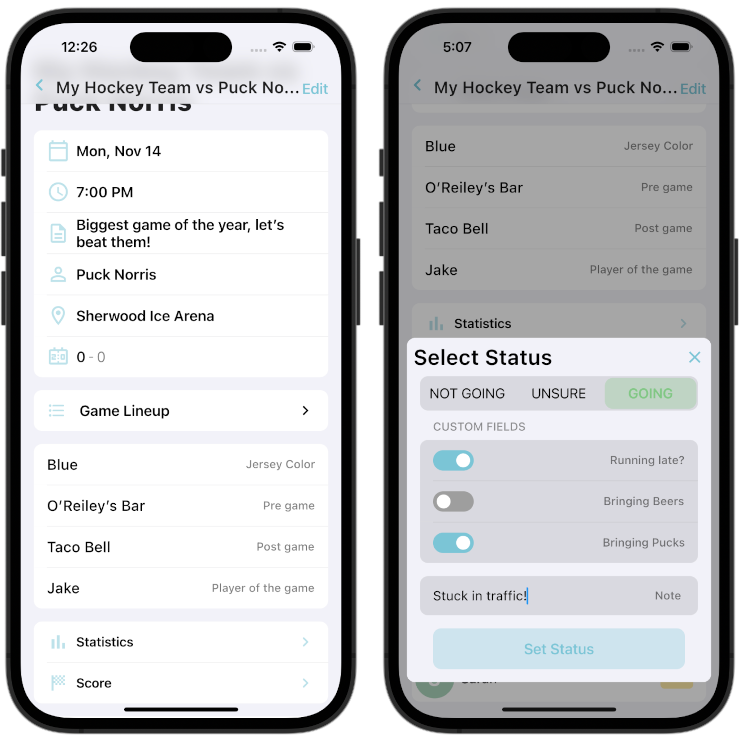 12:26
My Hockey Team vs Puck No...
Edit
Puck Norris
Mon, Nov 14
7:00 PM
Biggest game of the year, let's
beat them!
Puck Norris
Sherwood Ice Arena
0 - 0
Game Lineup
Blue
Jersey Color
O'Reiley's Bar
Pre game
Taco Bell
Post game
Jake
Player of the game
Statistics
Score
5:07
My Hockey Team vs Puck No...
Edit
Blue
Jersey Color
O'Reiley's Bar
Pre game
Taco Bell
Post game
Jake
Player of the game
Statistics
Select Status
NOT GOING
UNSURE
GOING
CUSTOM FIELDS
Running late?
Bringing Beers
Bringing Pucks
Stuck in traffic!
Note
Set Status